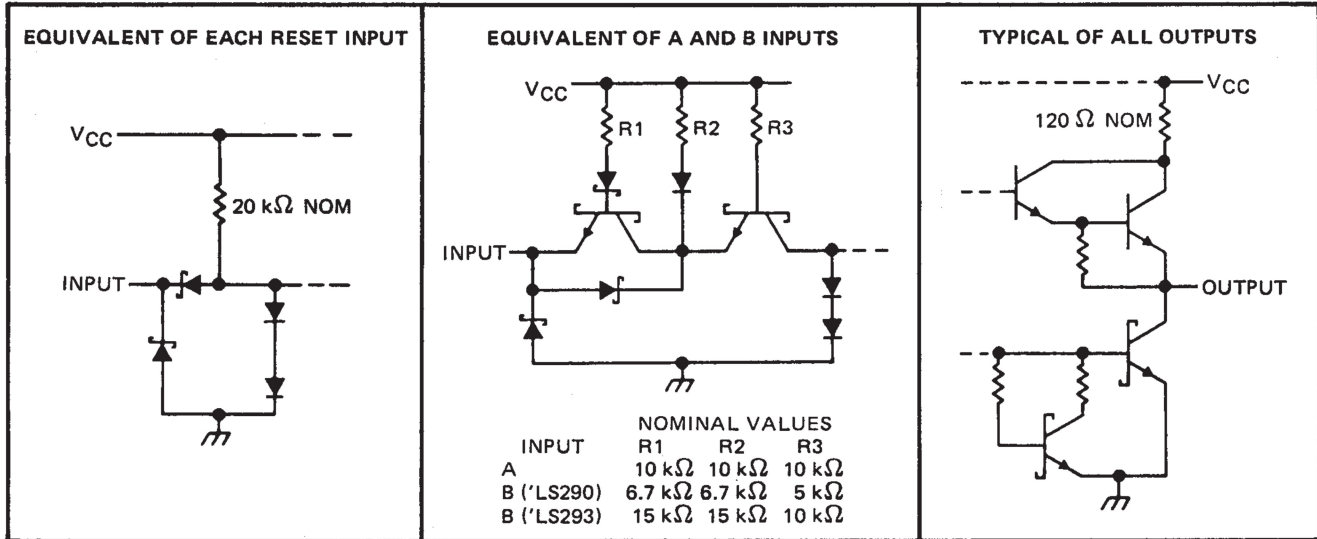 EQUIVALENT OF EACH RESET INPUT
VCC
20 kΩ NOM
INPUT
EQUIVALENT OF A AND B INPUTS
VCC
R1 R2 R3
INPUT
NOMINAL VALUES
INPUT R1 R2 R3
A 10 kΩ 10 kΩ 10 kΩ
B ('LS290) 6.7 kΩ 6.7 kΩ 5 kΩ
B ('LS293) 15 kΩ 15 kΩ 10 kΩ
TYPICAL OF ALL OUTPUTS
VCC
120 Ω NOM
OUTPUT